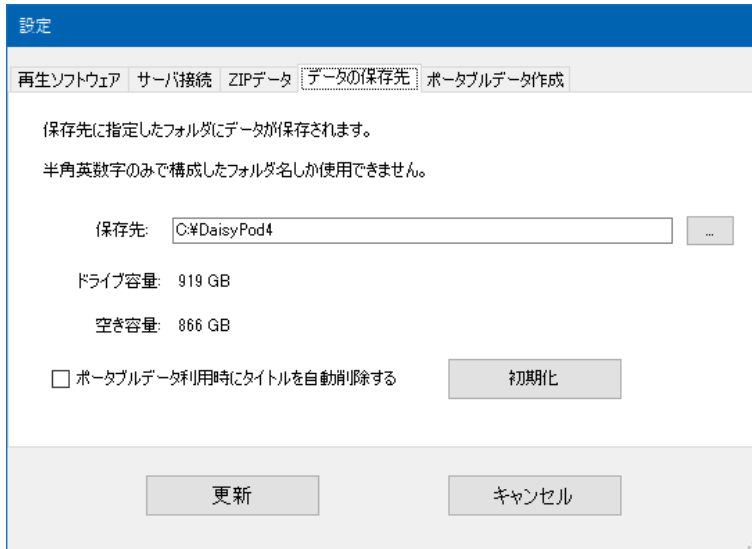 設定
再生ソフトウェア サーバ接続 ZIPデータ データの保存先 ポータブルデータ作成
保存先に指定したフォルダにデータが保存されます。
半角英数字のみで構成したフォルダ名しか使用できません。
保存先: C:¥DaisyPod4 ...
ドライブ容量: 919 GB
空き容量: 866 GB
ポータブルデータ利用時にタイトルを自動削除する 初期化
更新 キャンセル